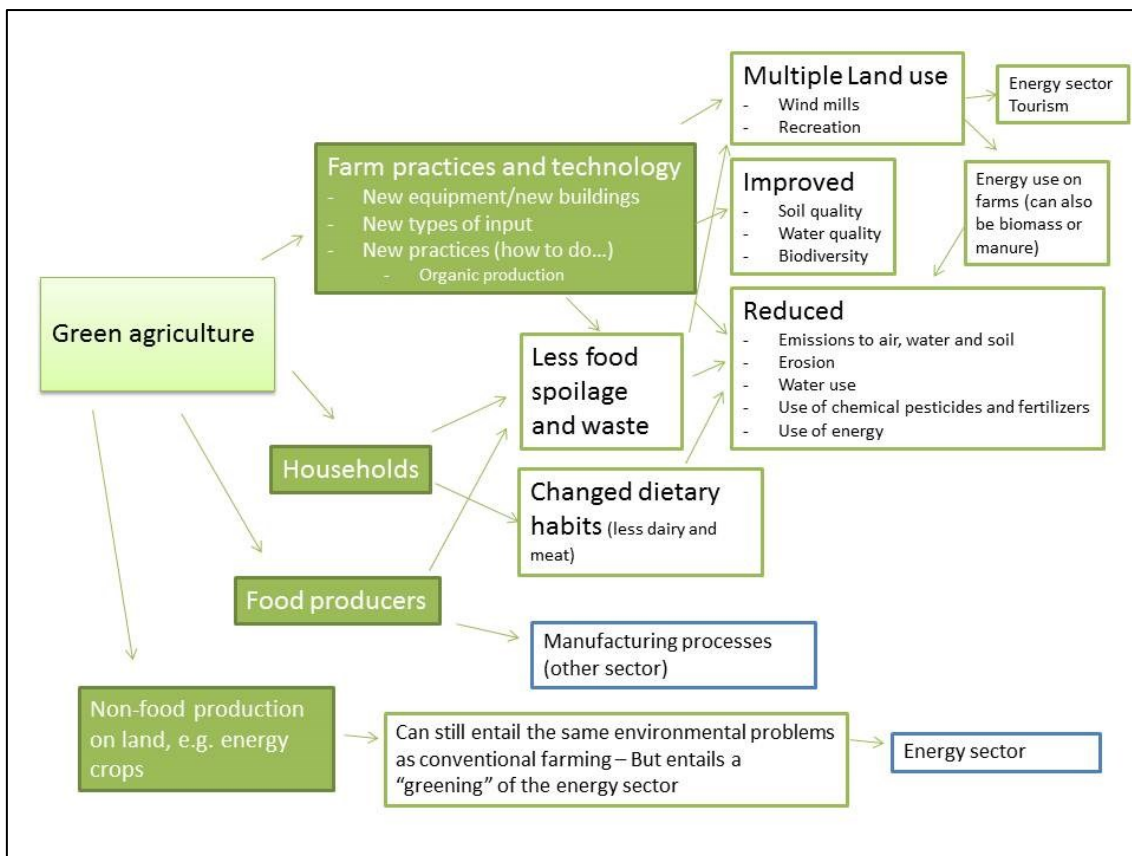 Multiple Land use
- Wind mills
- Recreation
Energy sector
Tourism
Farm practices and technology
- New equipment/new buildings
- New types of input
- New practices (how to do…)
- Organic production
Improved
- Soil quality
- Water quality
- Biodiversity
Energy use on
farms (can also
be biomass or
manure)
Green agriculture
Less food
spoilage
and waste
Reduced
- Emissions to air, water and soil
- Erosion
- Water use
- Use of chemical pesticides and fertilizers
- Use of energy
Households
Changed dietary
habits (less dairy and
meat)
Food producers
Manufacturing processes
(other sector)
Non-food production
on land, e.g. energy
crops
Can still entail the same environmental problems
as conventional farming – But entails a
“greening” of the energy sector
Energy sector